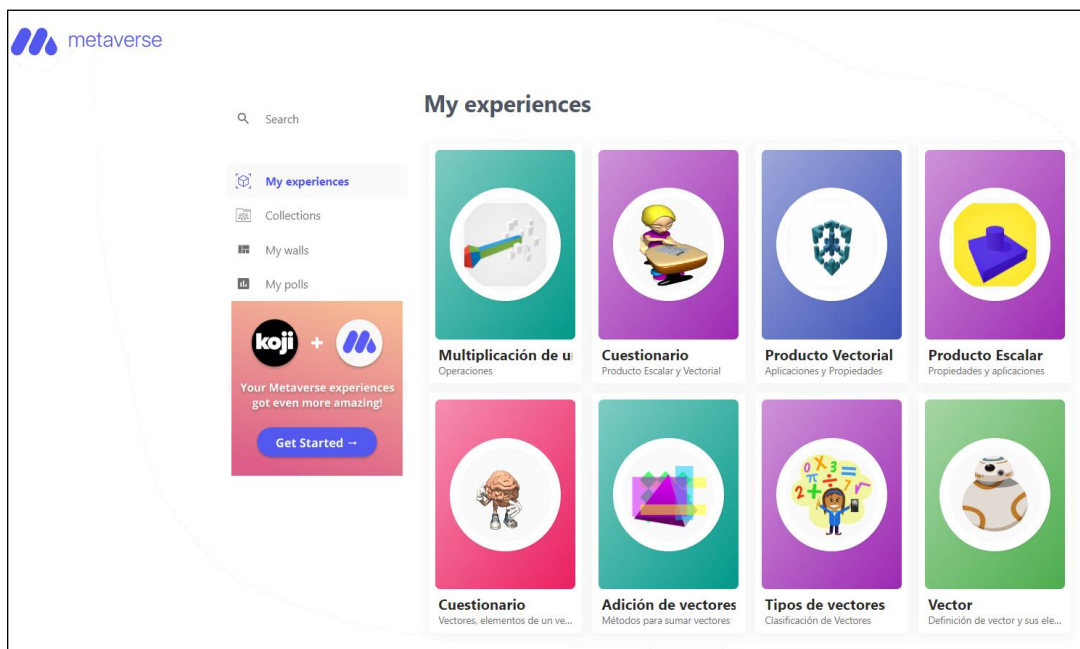 metaverse
Search
My experiences
Collections
My walls
My polls
koji +
Your Metaverse experiences
got even more amazing!
Get Started →
My experiences
Multiplicación de u
Operaciones
Cuestionario
Producto Escalar y Vectorial
Producto Vectorial
Aplicaciones y Propiedades
Producto Escalar
Propiedades y aplicaciones
Cuestionario
Vectores, elementos de un ve...
Adición de vectores
Métodos para sumar vectores
Tipos de vectores
Clasificación de Vectores
Vector
Definición de vector y sus ele...